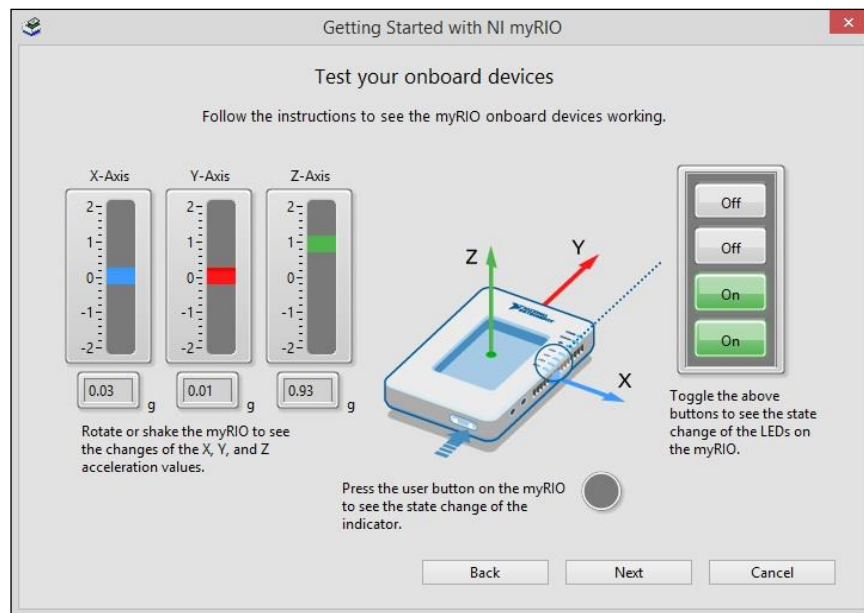 Getting Started with NI myRIO
Test your onboard devices
Follow the instructions to see the myRIO onboard devices working.
X-Axis
2
1
0
-1
-2
0.03 g
Y-Axis
2
1
0
-1
-2
0.01 g
Z-Axis
2
1
0
-1
-2
0.93 g
Rotate or shake the myRIO to see
the changes of the X, Y, and Z
acceleration values.
Z
Y
X
Press the user button on the myRIO
to see the state change of the
indicator.
Off
Off
On
On
Toggle the above
buttons to see the state
change of the LEDs on
the myRIO.
Back
Next
Cancel